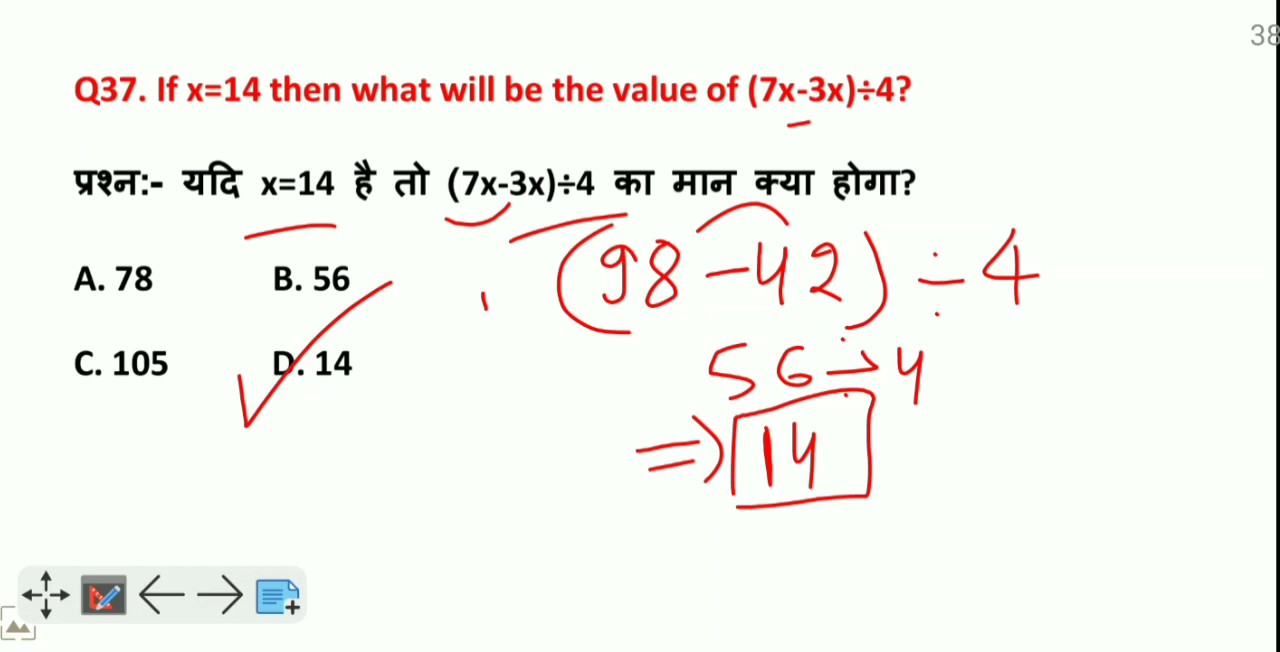 38
Q37. If x=14 then what will be the value of (7x-3x)÷4?
प्रश्न:- यदि x=14 है तो (7x-3x)÷4 का मान क्या होगा?
(98-42)÷4
A. 78 B. 56
56÷4
C. 105 D. 14
=> 14